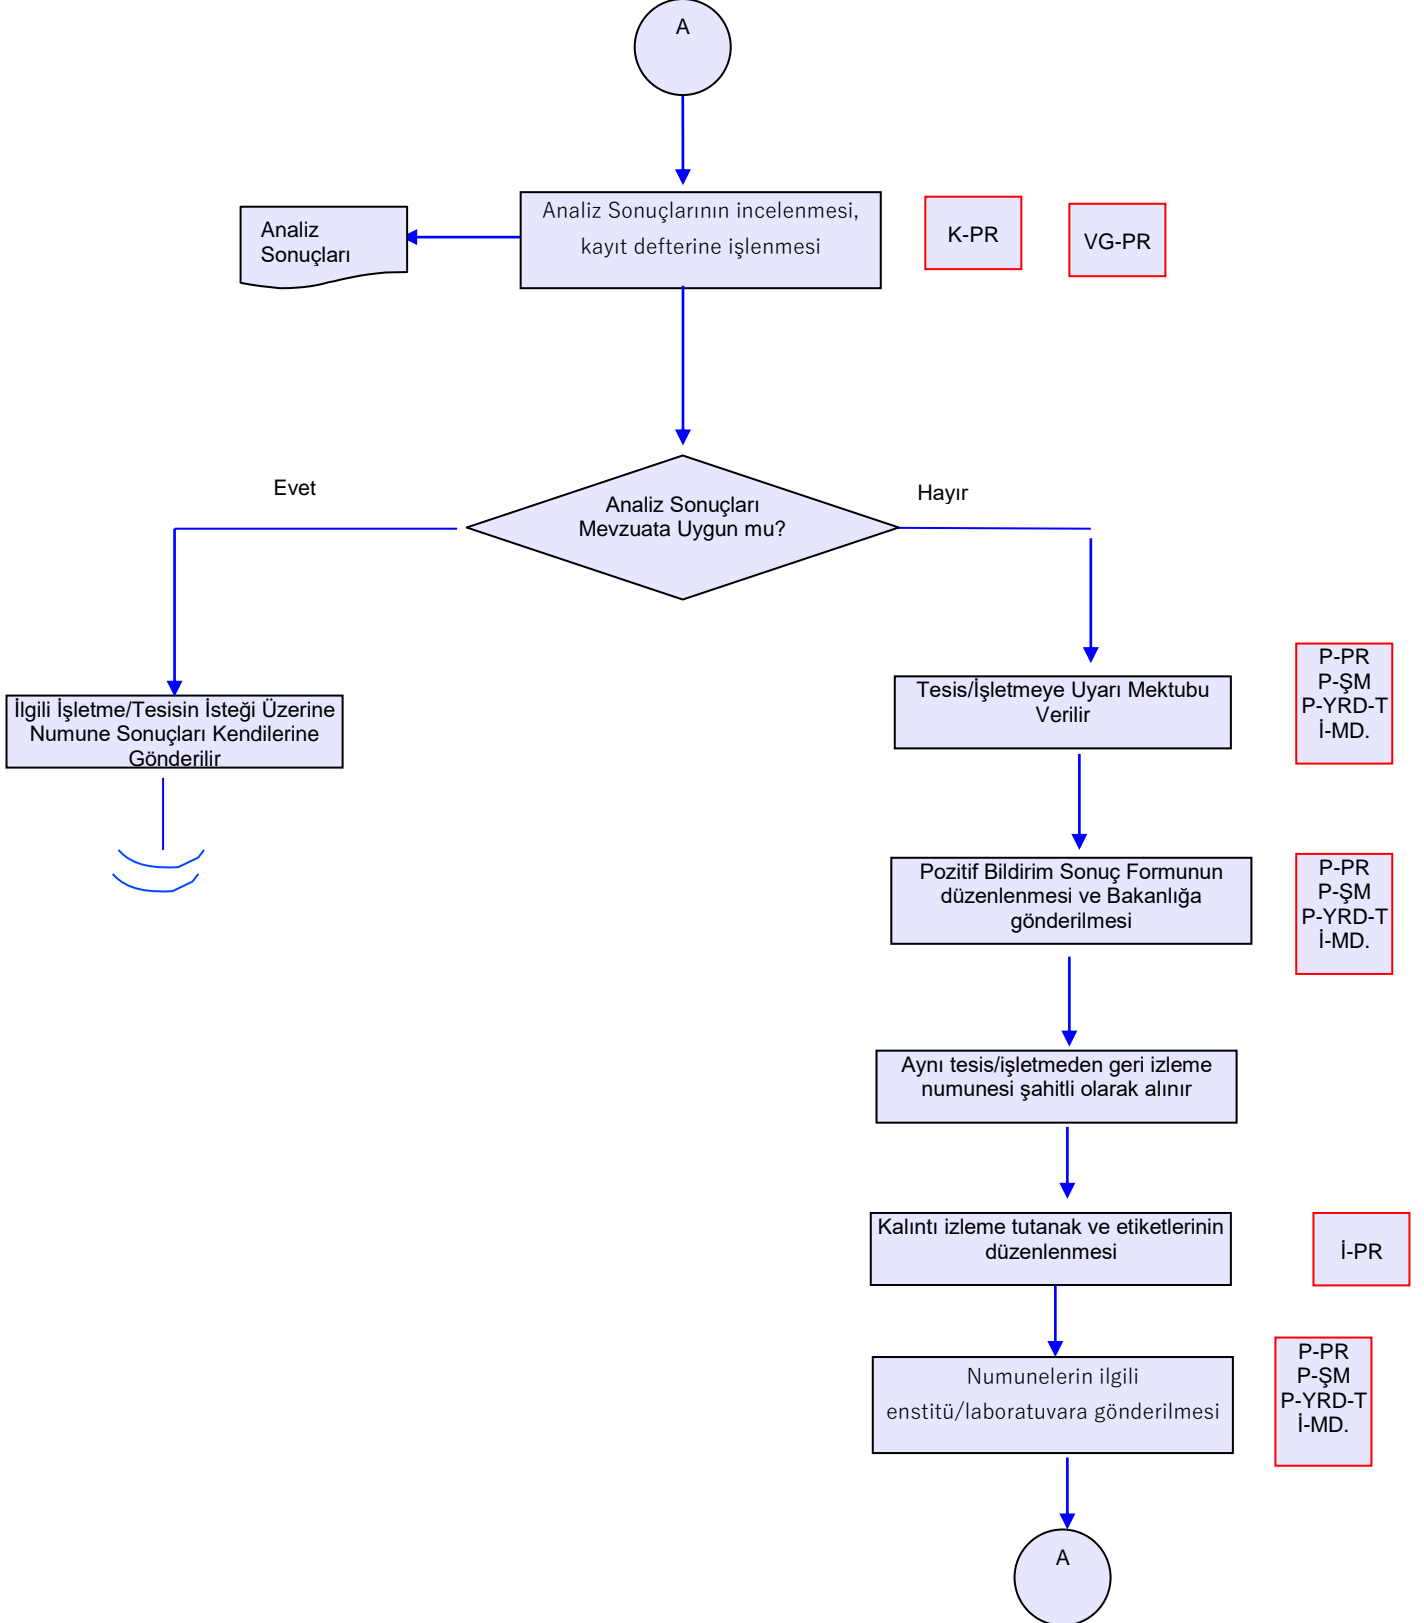 A
Analiz
Sonuçları
Analiz Sonuçlarının incelenmesi,
kayıt defterine işlenmesi
K-PR
VG-PR
Evet
Analiz Sonuçları
Mevzuata Uygun mu?
Hayır
İlgili İşletme/Tesisin İsteği Üzerine
Numune Sonuçları Kendilerine
Gönderilir
Tesis/İşletmeye Uyarı Mektubu
Verilir
P-PR
P-ŞM
P-YRD-T
İ-MD.
Pozitif Bildirim Sonuç Formunun
düzenlenmesi ve Bakanlığa
gönderilmesi
P-PR
P-ŞM
P-YRD-T
İ-MD.
Aynı tesis/işletmeden geri izleme
numunesi şahitli olarak alınır
Kalıntı izleme tutanak ve etiketlerinin
düzenlenmesi
İ-PR
Numunelerin ilgili
enstitü/laboratuvara gönderilmesi
P-PR
P-ŞM
P-YRD-T
İ-MD.
A